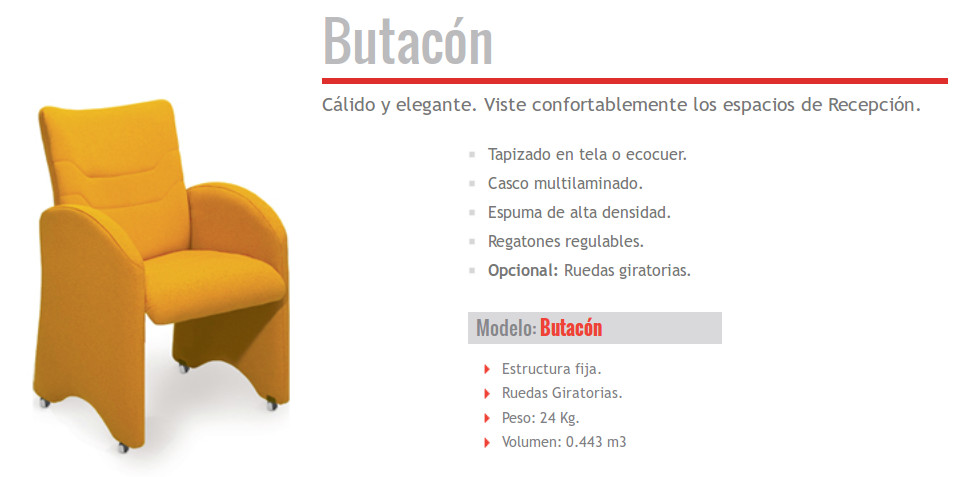 Butacón
Cálido y elegante. Viste confortablemente los espacios de Recepción.
Tapizado en tela o ecocuer.
Casco multilaminado.
Espuma de alta densidad.
Regatones regulables.
Opcional: Ruedas giratorias.
Modelo: Butacón
Estructura fija.
Ruedas Giratorias.
Peso: 24 Kg.
Volumen: 0.443 m3